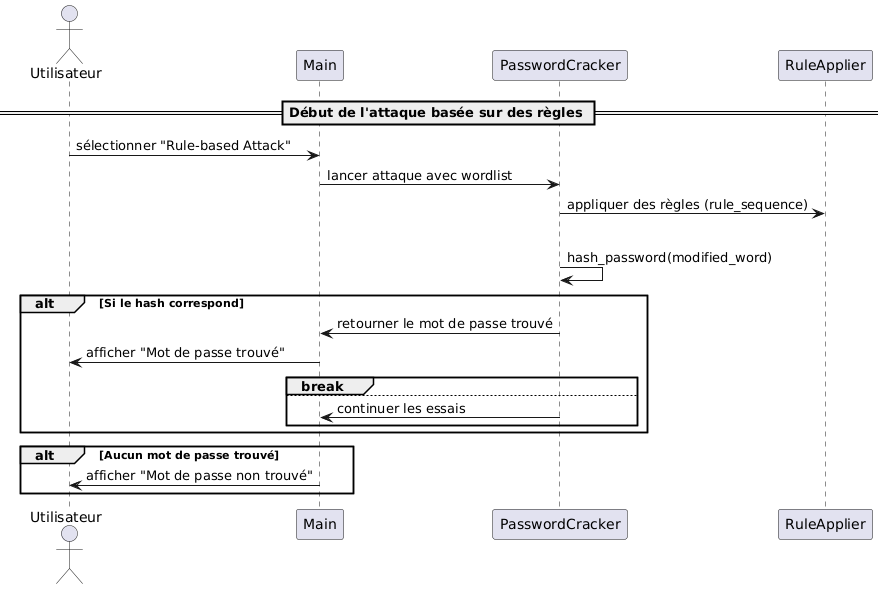 Utilisateur
Main
PasswordCracker
RuleApplier
Début de l'attaque basée sur des règles
sélectionner "Rule-based Attack"
lancer attaque avec wordlist
appliquer des règles (rule_sequence)
hash_password(modified_word)
alt [Si le hash correspond]
retourner le mot de passe trouvé
afficher "Mot de passe trouvé"
break
continuer les essais
alt [Aucun mot de passe trouvé]
afficher "Mot de passe non trouvé"
Utilisateur
Main
PasswordCracker
RuleApplier